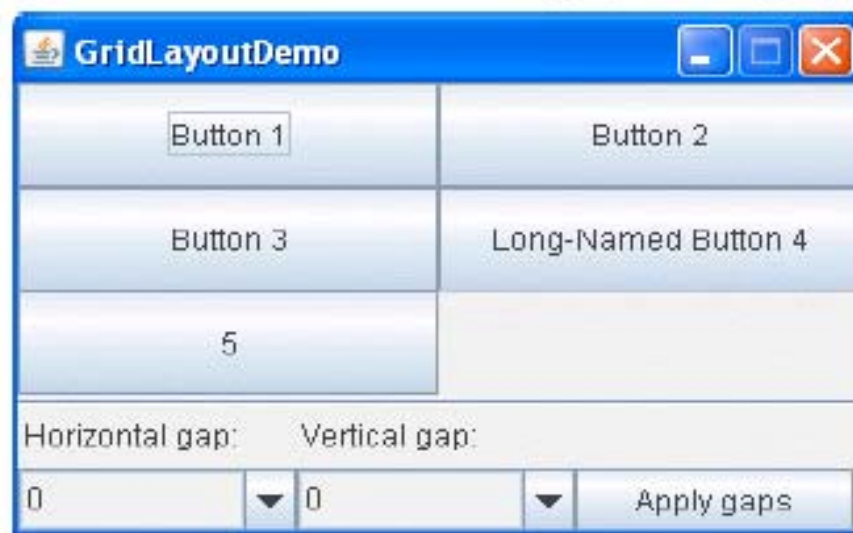 GridLayoutDemo
Button 1 Button 2
Button 3 Long-Named Button 4
5
Horizontal gap: Vertical gap:
0 0 Apply gaps